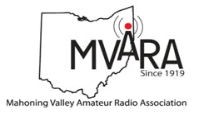 MVARA
Since 1919
Mahoning Valley Amateur Radio Association